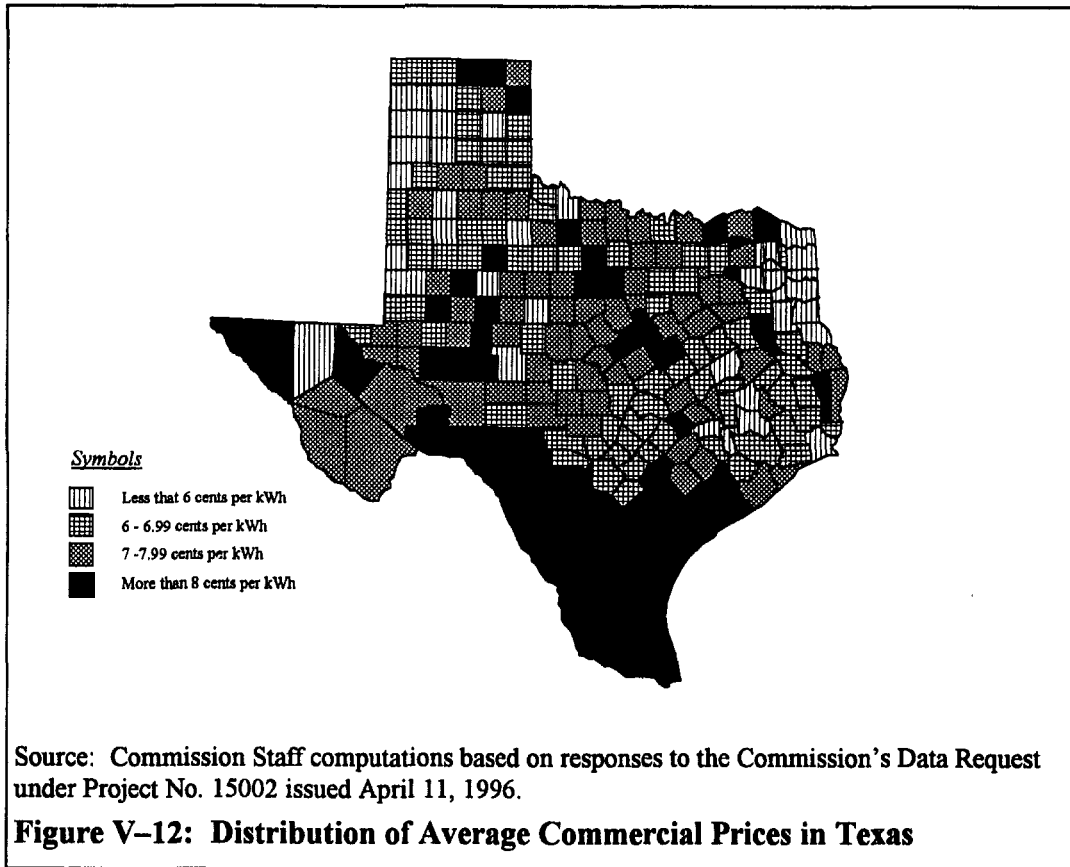 Symbols
Less that 6 cents per kWh
6 - 6.99 cents per kWh
7 -7.99 cents per kWh
More than 8 cents per kWh
Source: Commission Staff computations based on responses to the Commission's Data Request
under Project No. 15002 issued April 11, 1996.
Figure V–12: Distribution of Average Commercial Prices in Texas